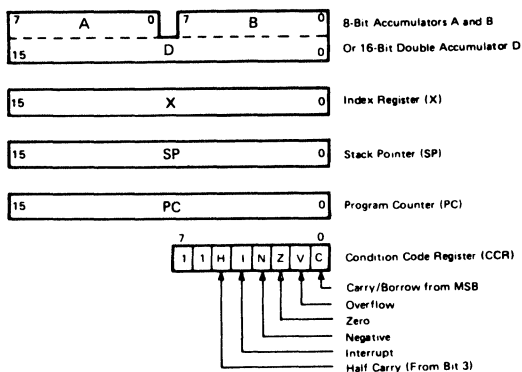 7 A 0 7 B 0 8-Bit Accumulators A and B
15 D 0 Or 16-Bit Double Accumulator D
15 X 0 Index Register (X)
15 SP 0 Stack Pointer (SP)
15 PC 0 Program Counter (PC)
7 0
1 1 H I N Z V C Condition Code Register (CCR)
Carry/Borrow from MSB
Overflow
Zero
Negative
Interrupt
Half Carry (From Bit 3)